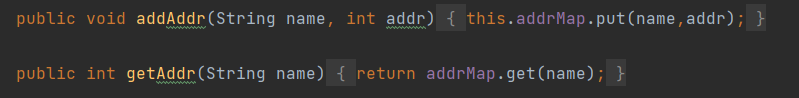 public void addAddr(String name, int addr) { this.addrMap.put(name,addr); }
public int getAddr(String name) { return addrMap.get(name); }